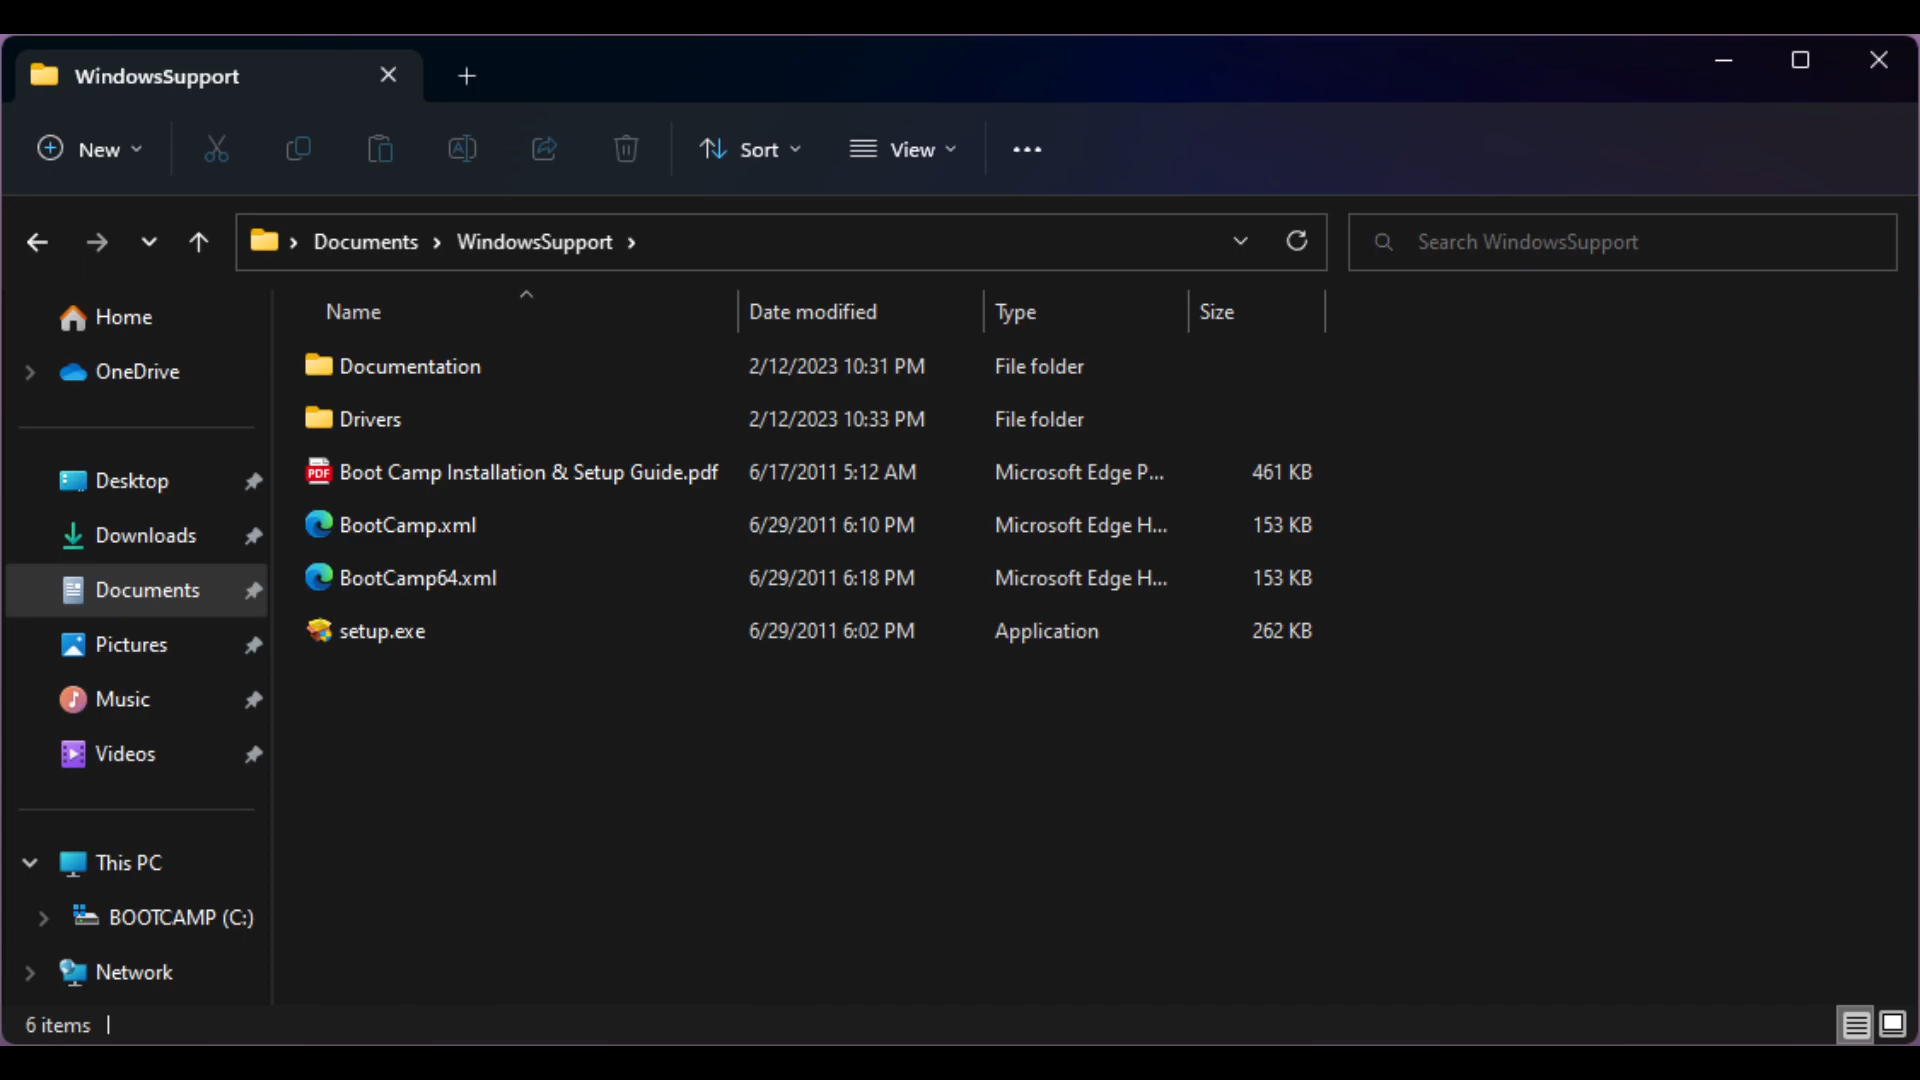 WindowsSupport
New
Sort
View
Documents
WindowsSupport
Search WindowsSupport
Home
OneDrive
Desktop
Downloads
Documents
Pictures
Music
Videos
This PC
BOOTCAMP (C:)
Network
Name Date modified Type Size
Documentation 2/12/2023 10:31 PM File folder
Drivers 2/12/2023 10:33 PM File folder
PDF Boot Camp Installation & Setup Guide.pdf 6/17/2011 5:12 AM Microsoft Edge P... 461 KB
BootCamp.xml 6/29/2011 6:10 PM Microsoft Edge H... 153 KB
BootCamp64.xml 6/29/2011 6:18 PM Microsoft Edge H... 153 KB
setup.exe 6/29/2011 6:02 PM Application 262 KB
6 items